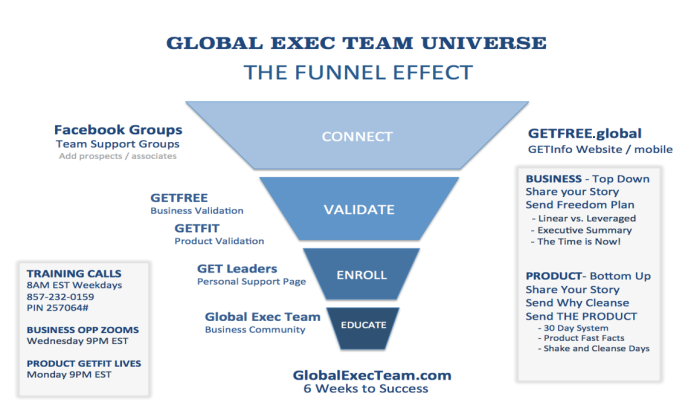 GLOBAL EXEC TEAM UNIVERSE
THE FUNNEL EFFECT
CONNECT
Facebook Groups
Team Support Groups
Add prospects / associates
GETFREE.global
GETInfo Website / mobile
VALIDATE
GETFREE
Business Validation
GETFIT
Product Validation
ENROLL
GET Leaders
Personal Support Page
EDUCATE
Global Exec Team
Business Community
BUSINESS - Top Down
Share your Story
Send Freedom Plan
- Linear vs. Leveraged
- Executive Summary
- The Time is Now!
PRODUCT- Bottom Up
Share Your Story
Send Why Cleanse
Send THE PRODUCT
- 30 Day System
- Product Fast Facts
- Shake and Cleanse Days
TRAINING CALLS
8AM EST Weekdays
857-232-0159
PIN 257064#
BUSINESS OPP ZOOMS
Wednesday 9PM EST
PRODUCT GETFIT LIVES
Monday 9PM EST
GlobalExecTeam.com
6 Weeks to Success